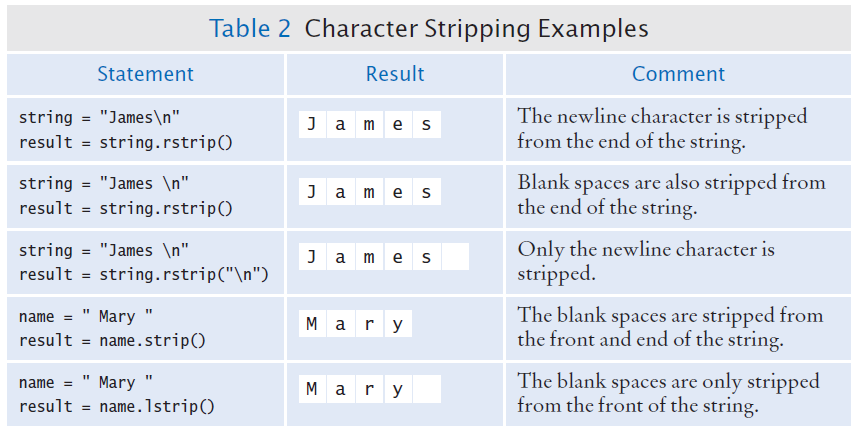 Table 2 Character Stripping Examples
Statement Result Comment
string = "James\n"
result = string.rstrip()
J a m e s
The newline character is stripped
from the end of the string.
string = "James \n"
result = string.rstrip()
J a m e s
Blank spaces are also stripped from
the end of the string.
string = "James \n"
result = string.rstrip("\n")
J a m e s
Only the newline character is
stripped.
name = " Mary "
result = name.strip()
M a r y
The blank spaces are stripped from
the front and end of the string.
name = " Mary "
result = name.lstrip()
M a r y
The blank spaces are only stripped
from the front of the string.